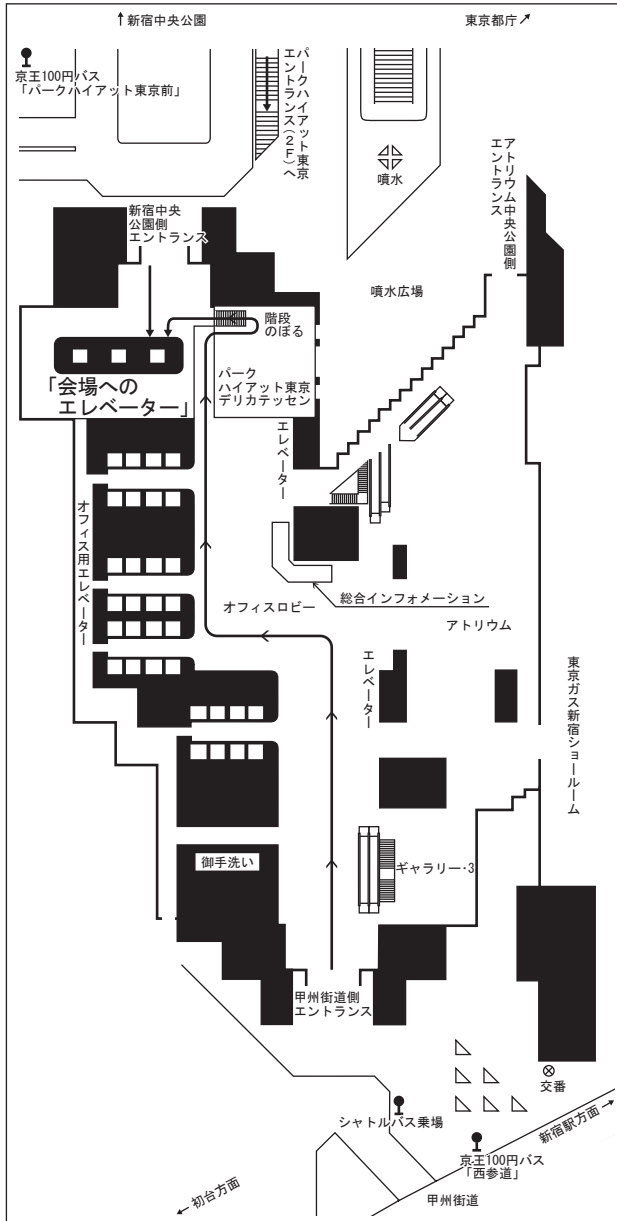 ↑新宿中央公園
東京都庁↗
京王100円バス
「パークハイアット東京前」
パークハイアット東京
エントランス(2F)へ
噴水
アトリウム中央公園側
エントランス
新宿中央
公園側
エントランス
噴水広場
階段
のぼる
パーク
ハイアット東京
デリカテッセン
「会場への
エレベーター」
エレベーター
オフィス用エレベーター
オフィスロビー
総合インフォメーション
アトリウム
エレベーター
東京ガス新宿ショールーム
御手洗い
ギャラリー・3
甲州街道側
エントランス
交番
シャトルバス乗場
新宿駅方面→
京王100円バス
「西参道」
←初台方面
甲州街道